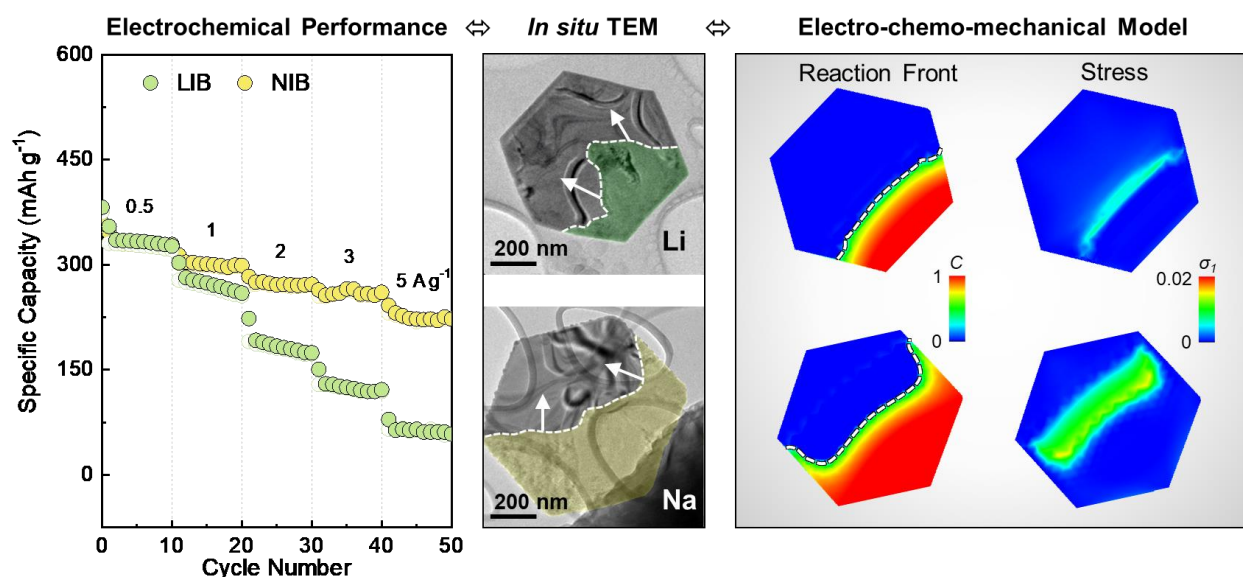 Electrochemical Performance ⇔ In situ TEM ⇔ Electro-chemo-mechanical Model
600
450
300
150
0
Specific Capacity (mAh g⁻¹)
LIB NIB
0.5
1
2
3
5 A g⁻¹
0 10 20 30 40 50
Cycle Number
Li
200 nm
Na
200 nm
Reaction Front Stress
C
1
0
σ₁
0.02
0